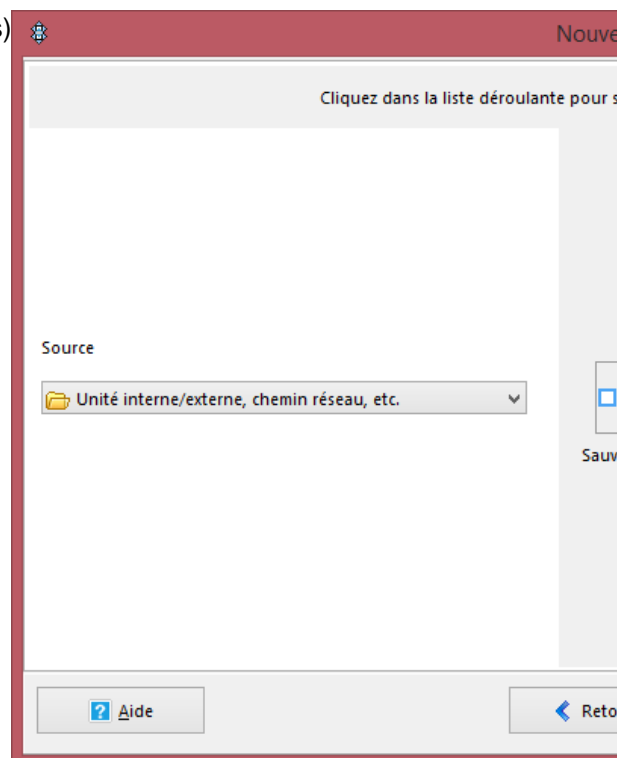 s)
Nouve
Cliquez dans la liste déroulante pour s
Source
Unité interne/externe, chemin réseau, etc.
Sauv
Aide
Reto